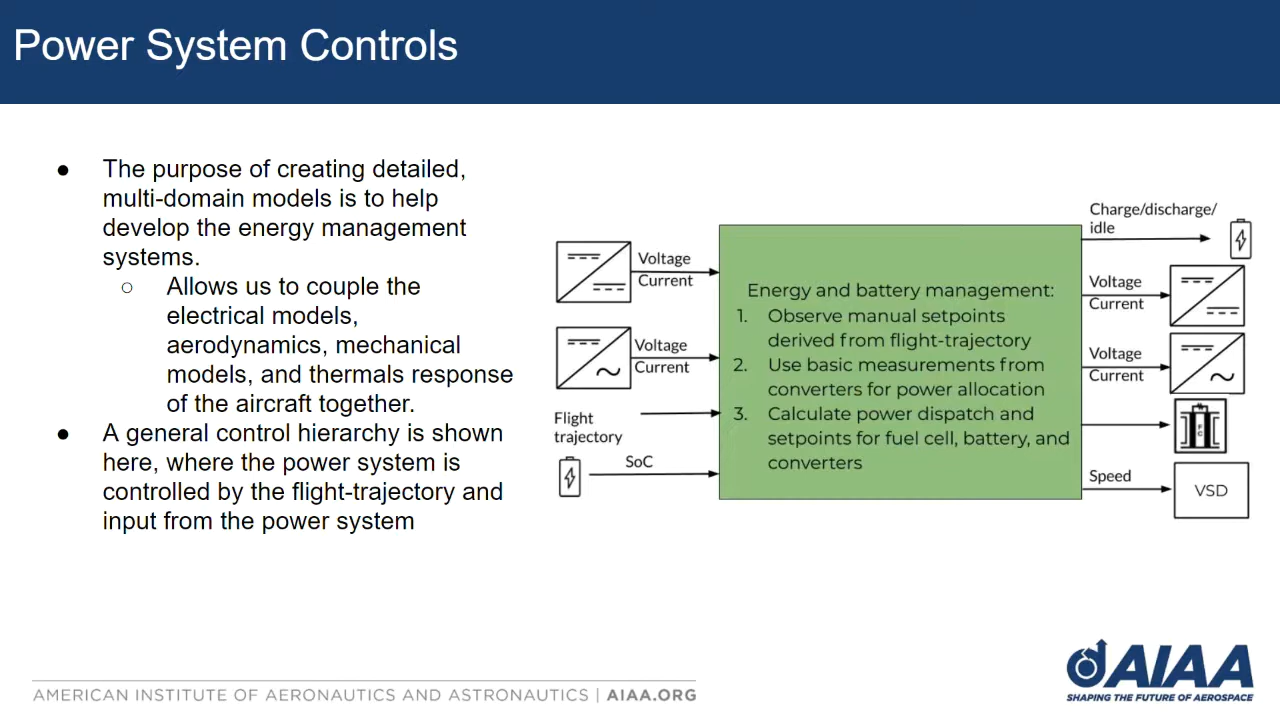 Power System Controls
● The purpose of creating detailed,
multi-domain models is to help
develop the energy management
systems.
○ Allows us to couple the
electrical models,
aerodynamics, mechanical
models, and thermals response
of the aircraft together.
● A general control hierarchy is shown
here, where the power system is
controlled by the flight-trajectory and
input from the power system
Voltage
Current
Voltage
Current
Flight
trajectory
SoC
Energy and battery management:
1. Observe manual setpoints
derived from flight-trajectory
2. Use basic measurements from
converters for power allocation
3. Calculate power dispatch and
setpoints for fuel cell, battery, and
converters
Charge/discharge/
idle
Voltage
Current
Voltage
Current
FC
Speed
VSD
AMERICAN INSTITUTE OF AERONAUTICS AND ASTRONAUTICS | AIAA.ORG
AIAA
SHAPING THE FUTURE OF AEROSPACE